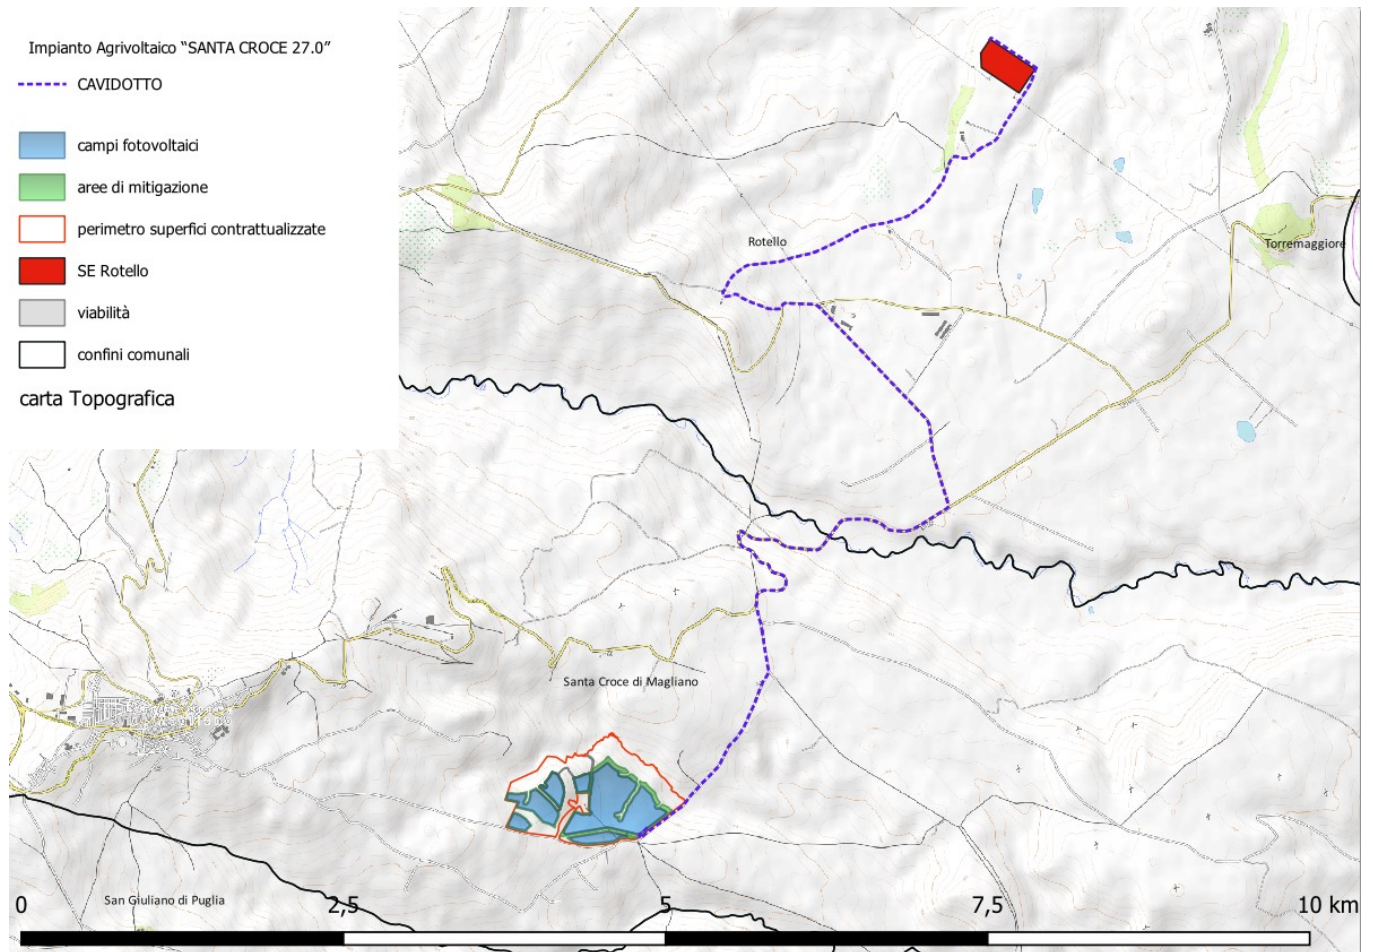 Impianto Agrivoltaico “SANTA CROCE 27.0”
CAVIDOTTO
campi fotovoltaici
aree di mitigazione
perimetro superfici contrattualizzate
SE Rotello
viabilità
confini comunali
carta Topografica
Rotello
Torremaggiore
Santa Croce di Magliano
San Giuliano di Puglia
0 2,5 5 7,5 10 km